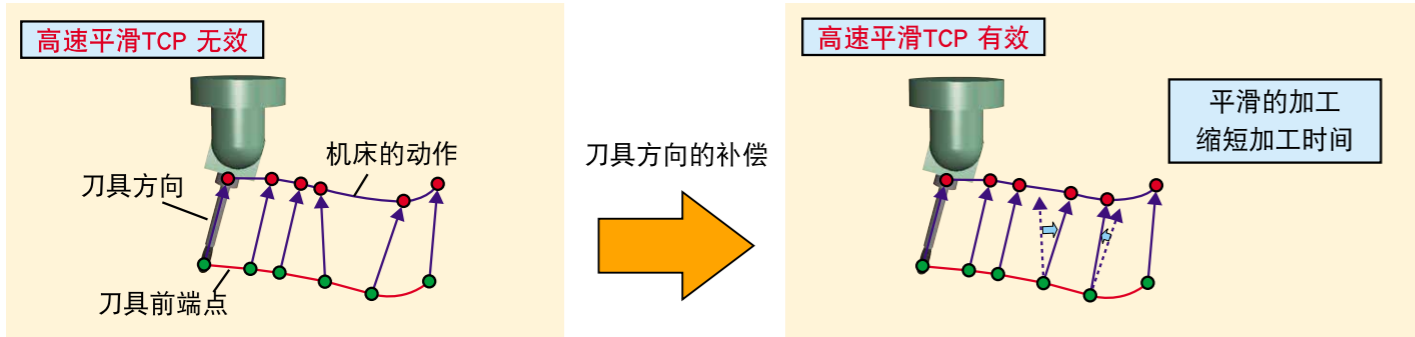 高速平滑TCP 无效
机床的动作
刀具方向
刀具前端点
刀具方向的补偿
高速平滑TCP 有效
平滑的加工
缩短加工时间